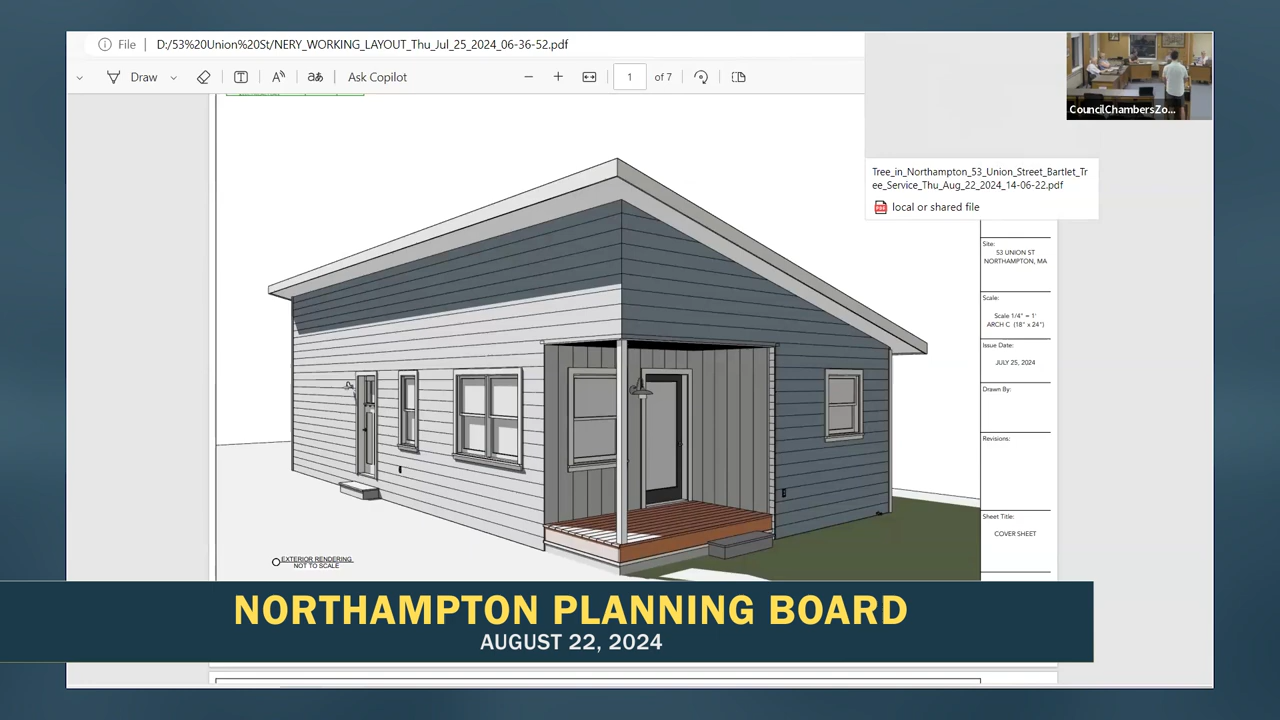 File
D:/53%20Union%20St/NERY_WORKING_LAYOUT_Thu_Jul_25_2024_06-36-52.pdf
Draw
Ask Copilot
1 of 7
CouncilChambersZo...
Tree_in_Northampton_53_Union_Street_Bartlet_Tr
ee_Service_Thu_Aug_22_2024_14-06-22.pdf
local or shared file
Site:
53 UNION ST
NORTHAMPTON, MA
Scale:
Scale 1/4" = 1'
ARCH C (18" x 24")
Issue Date:
JULY 25, 2024
Drawn By:
Revisions:
Sheet Title:
COVER SHEET
EXTERIOR RENDERING
NOT TO SCALE
NORTHAMPTON PLANNING BOARD
AUGUST 22, 2024